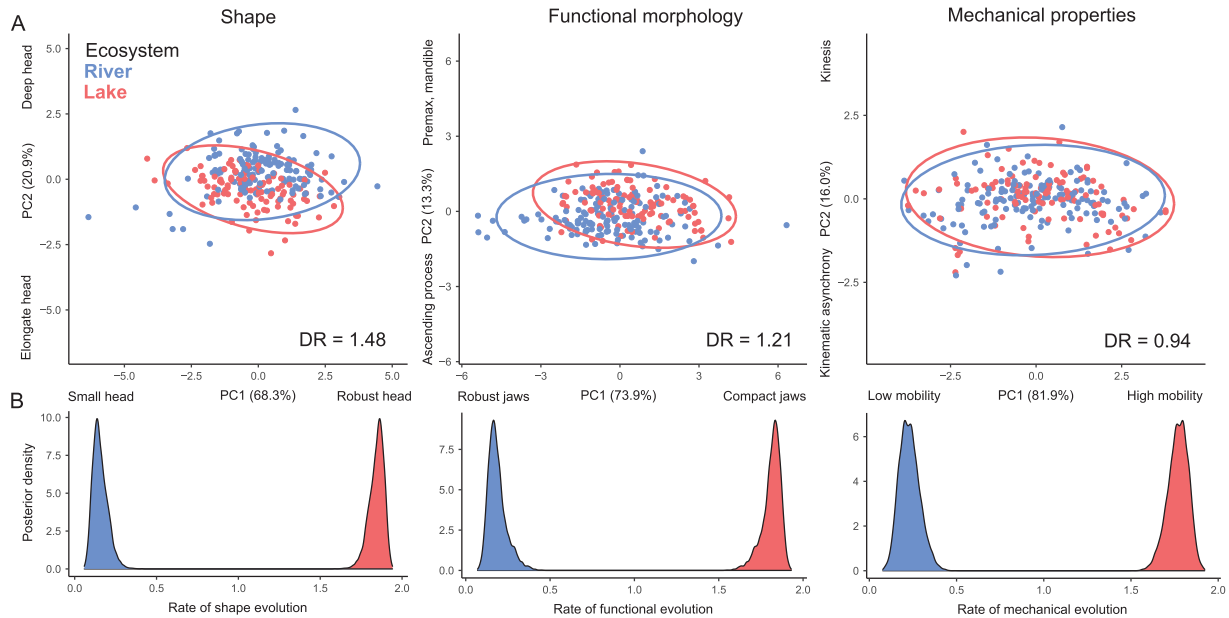 A
Shape
Functional morphology
Mechanical properties
Ecosystem
River
Lake
Deep head
PC2 (20.9%)
Elongate head
5.0
2.5
0.0
−2.5
−5.0
DR = 1.48
−5.0 −2.5 0.0 2.5 5.0
Small head PC1 (68.3%) Robust head
Premax, mandible
PC2 (13.3%)
Ascending process
6
3
0
−3
−6
DR = 1.21
−6 −3 0 3 6
Robust jaws PC1 (73.9%) Compact jaws
Kinesis
PC2 (16.0%)
Kinematic asynchrony
2.5
0.0
−2.5
DR = 0.94
−2.5 0.0 2.5
Low mobility PC1 (81.9%) High mobility
B
Posterior density
10.0
7.5
5.0
2.5
0.0
0.0 0.5 1.0 1.5 2.0
Rate of shape evolution
7.5
5.0
2.5
0.0
0.0 0.5 1.0 1.5 2.0
Rate of functional evolution
6
4
2
0
0.0 0.5 1.0 1.5 2.0
Rate of mechanical evolution